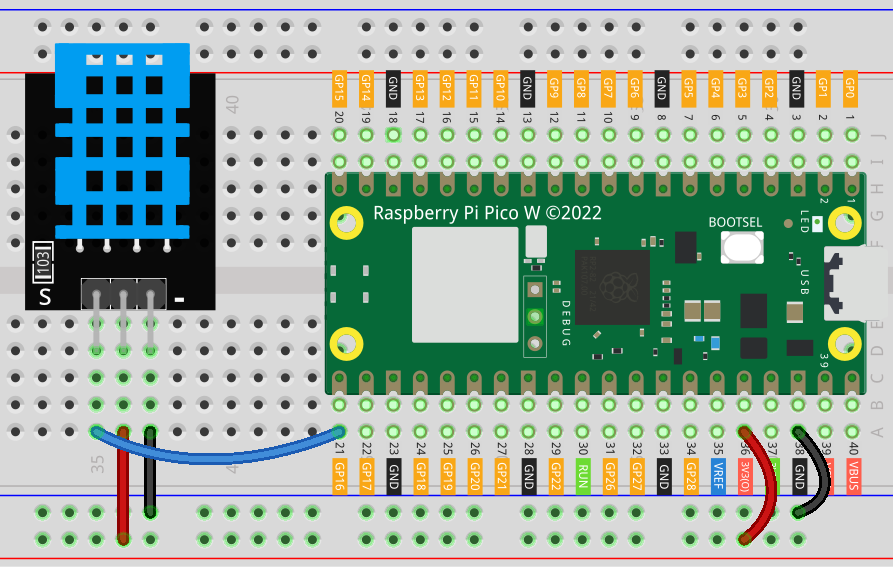 GP15 GP14 GND GP13 GP12 GP11 GP10 GND GP9 GP8 GP7 GP6 GND GP5 GP4 GP3 GP2 GND GP1 GP0
20 19 18 17 16 15 14 13 12 11 10 9 8 7 6 5 4 3 2 1
40
J
I
H
G
F
2 1
Raspberry Pi Pico W ©2022
BOOTSEL
LED
USB
DEBUG
103
S -
E
D
C
B
A
39
35
21 22 23 24 25 26 27 28 29 30 31 32 33 34 35 36 37 38 39 40
GP16 GP17 GND GP18 GP19 GP20 GP21 GND GP22 RUN GP26 GP27 GND GP28 VREF 3V3(O) GND VBUS